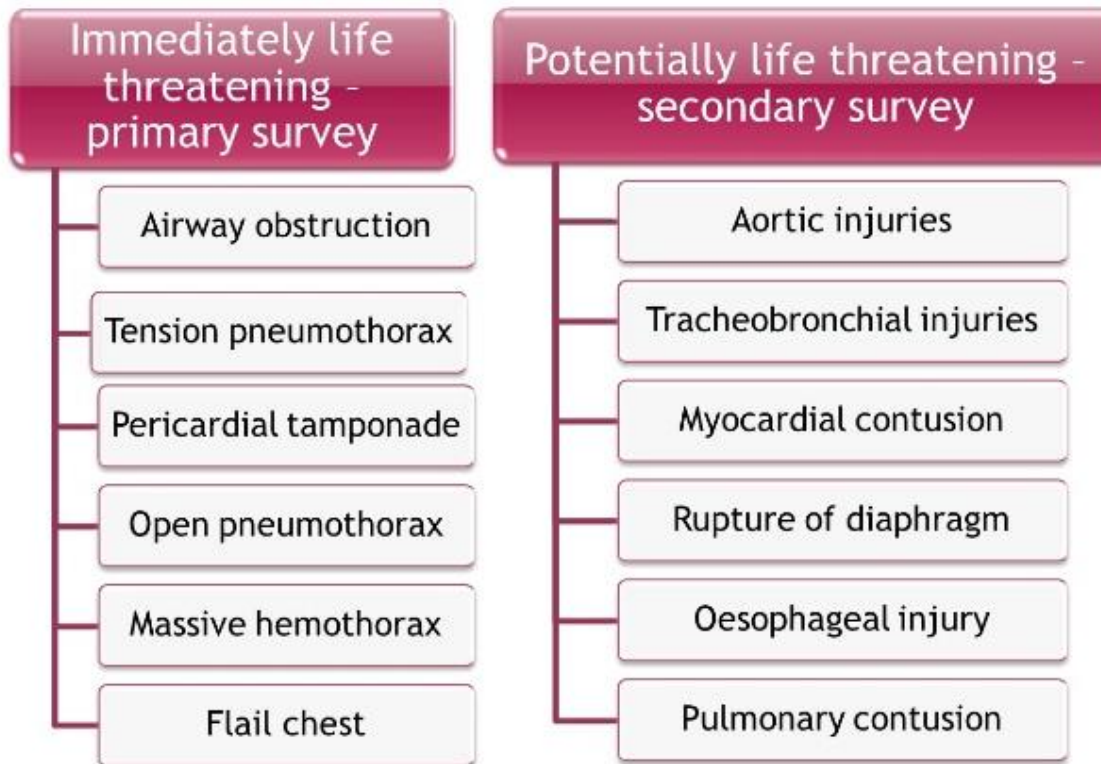 Immediately life
threatening –
primary survey
Airway obstruction
Tension pneumothorax
Pericardial tamponade
Open pneumothorax
Massive hemothorax
Flail chest
Potentially life threatening –
secondary survey
Aortic injuries
Tracheobronchial injuries
Myocardial contusion
Rupture of diaphragm
Oesophageal injury
Pulmonary contusion